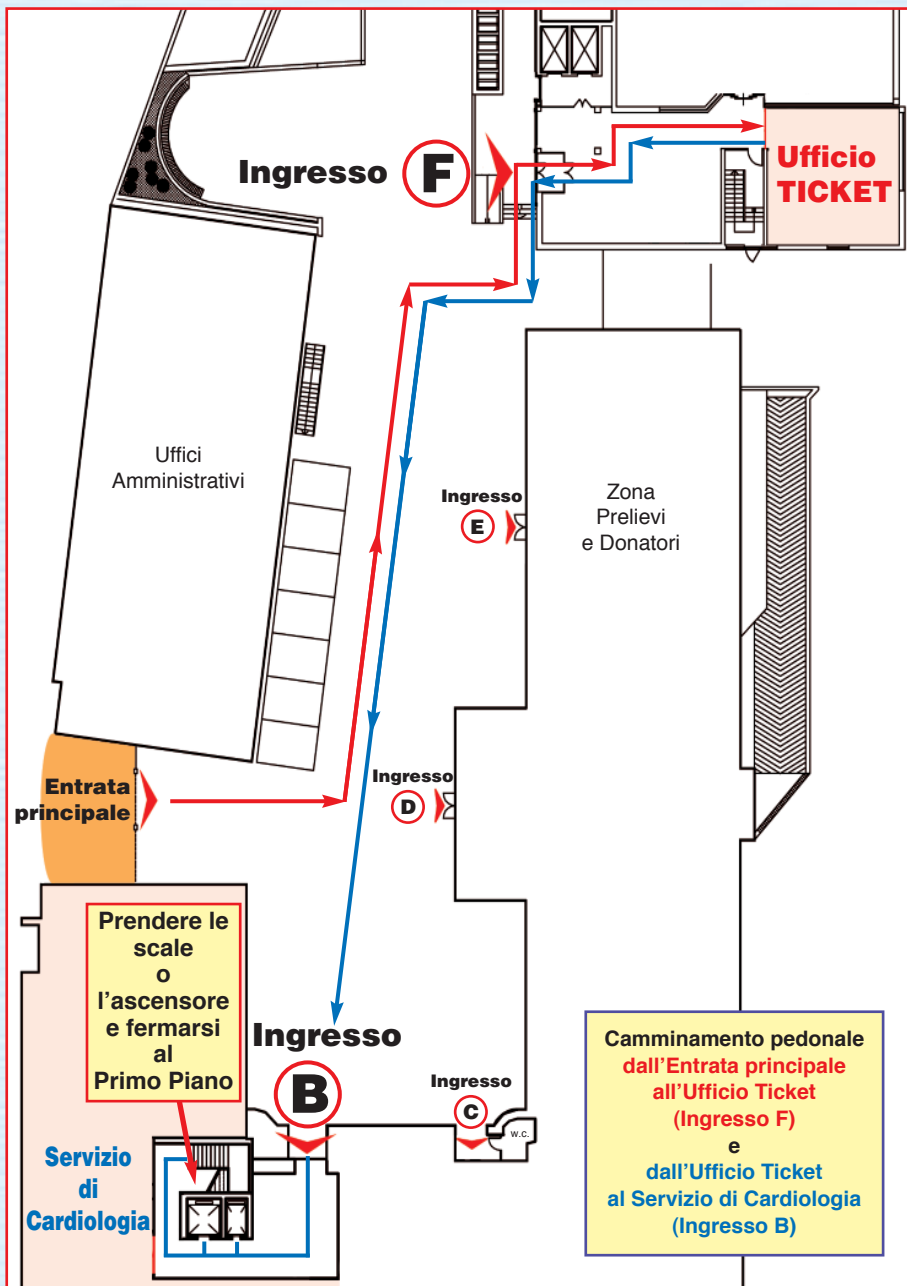 Ingresso F
Ufficio
TICKET
Uffici
Amministrativi
Ingresso
E
Zona
Prelievi
e Donatori
Entrata
principale
Ingresso
D
Prendere le
scale
o
l'ascensore
e fermarsi
al
Primo Piano
Ingresso
B
Ingresso
C
w.c.
Servizio
di
Cardiologia
Camminamento pedonale
dall'Entrata principale
all'Ufficio Ticket
(Ingresso F)
e
dall'Ufficio Ticket
al Servizio di Cardiologia
(Ingresso B)